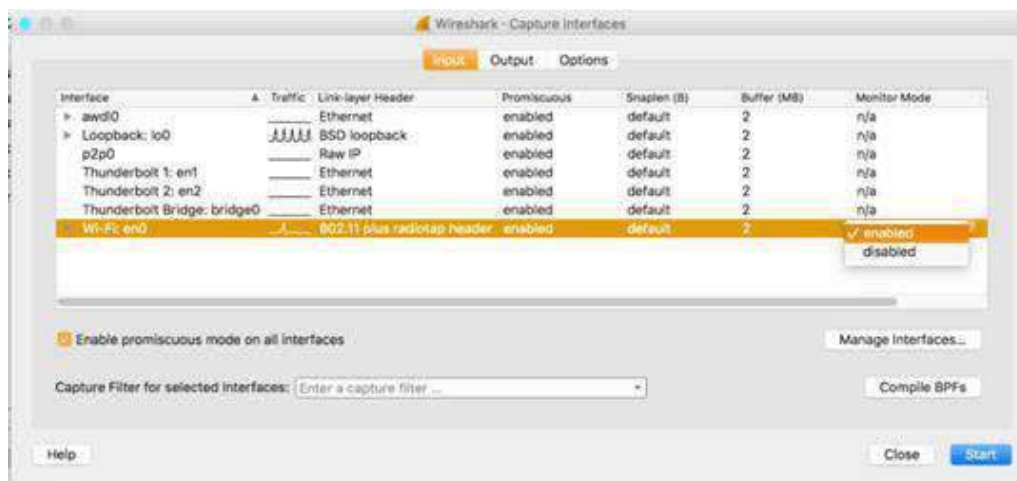 Wireshark - Capture Interfaces
Input Output Options
Interface Traffic Link-layer Header Promiscuous Snaplen (B) Buffer (MB) Monitor Mode
awdl0 Ethernet enabled default 2 n/a
Loopback: lo0 BSD loopback enabled default 2 n/a
p2p0 Raw IP enabled default 2 n/a
Thunderbolt 1: en1 Ethernet enabled default 2 n/a
Thunderbolt 2: en2 Ethernet enabled default 2 n/a
Thunderbolt Bridge: bridge0 Ethernet enabled default 2 n/a
Wi-Fi: en0 802.11 plus radiotap header enabled default 2 ✓ enabled
disabled
Enable promiscuous mode on all interfaces Manage Interfaces...
Capture Filter for selected Interfaces: Enter a capture filter ... Compile BPFs
Help Close Start